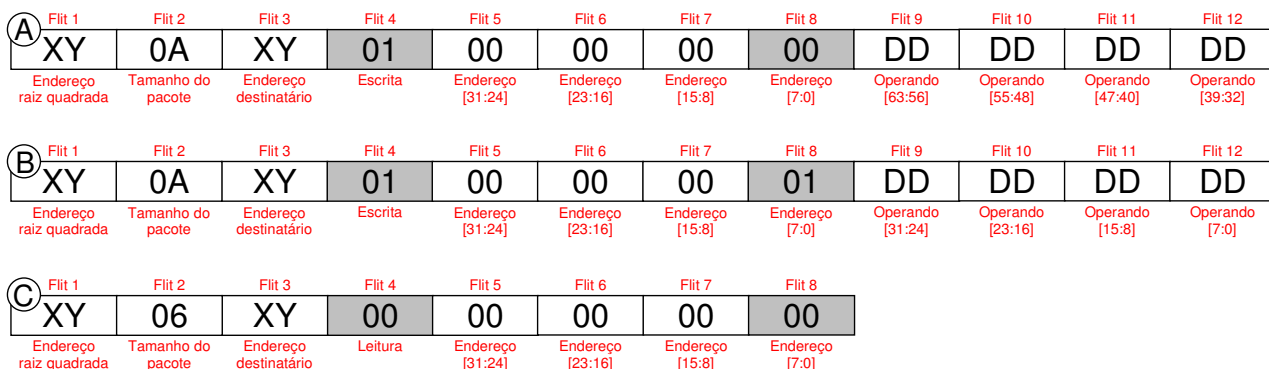 A Flit 1 Flit 2 Flit 3 Flit 4 Flit 5 Flit 6 Flit 7 Flit 8 Flit 9 Flit 10 Flit 11 Flit 12
XY 0A XY 01 00 00 00 00 DD DD DD DD
Endereço Tamanho do Endereço Escrita Endereço Endereço Endereço Endereço Operando Operando Operando Operando
raiz quadrada pacote destinatário [31:24] [23:16] [15:8] [7:0] [63:56] [55:48] [47:40] [39:32]
B Flit 1 Flit 2 Flit 3 Flit 4 Flit 5 Flit 6 Flit 7 Flit 8 Flit 9 Flit 10 Flit 11 Flit 12
XY 0A XY 01 00 00 00 01 DD DD DD DD
Endereço Tamanho do Endereço Escrita Endereço Endereço Endereço Endereço Operando Operando Operando Operando
raiz quadrada pacote destinatário [31:24] [23:16] [15:8] [7:0] [31:24] [23:16] [15:8] [7:0]
C Flit 1 Flit 2 Flit 3 Flit 4 Flit 5 Flit 6 Flit 7 Flit 8
XY 06 XY 00 00 00 00 00
Endereço Tamanho do Endereço Leitura Endereço Endereço Endereço Endereço
raiz quadrada pacote destinatário [31:24] [23:16] [15:8] [7:0]